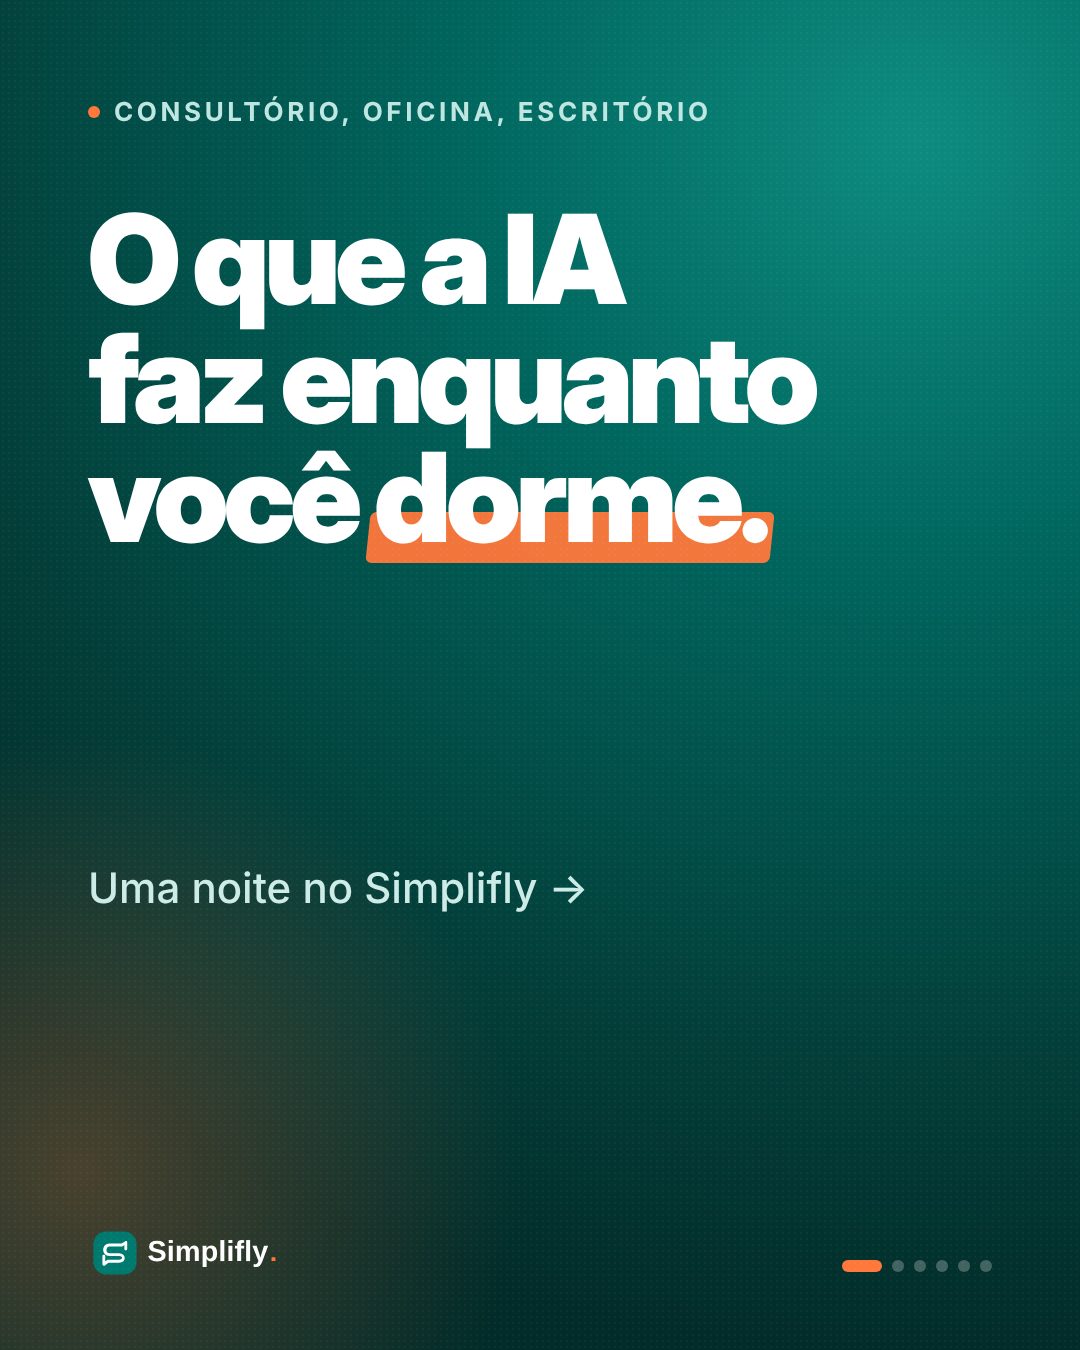 CONSULTÓRIO, OFICINA, ESCRITÓRIO
O que a IA
faz enquanto
você dorme.
Uma noite no Simplifly →
Simplifly.